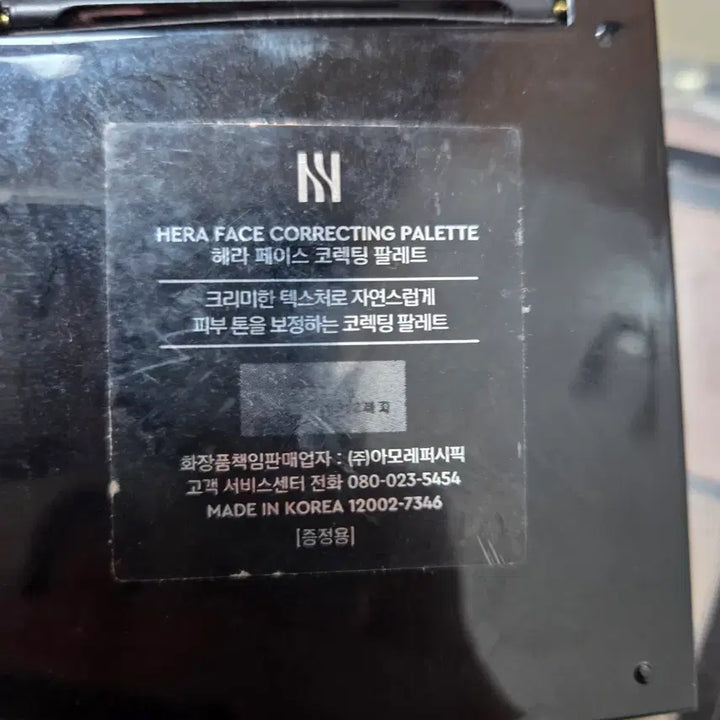 HERA FACE CORRECTING PALETTE
헤라 페이스 코렉팅 팔레트
크리미한 텍스처로 자연스럽게
피부 톤을 보정하는 코렉팅 팔레트
화장품책임판매업자 : (주)아모레퍼시픽
고객 서비스센터 전화 080-023-5454
MADE IN KOREA 12002-7346
[증정용]